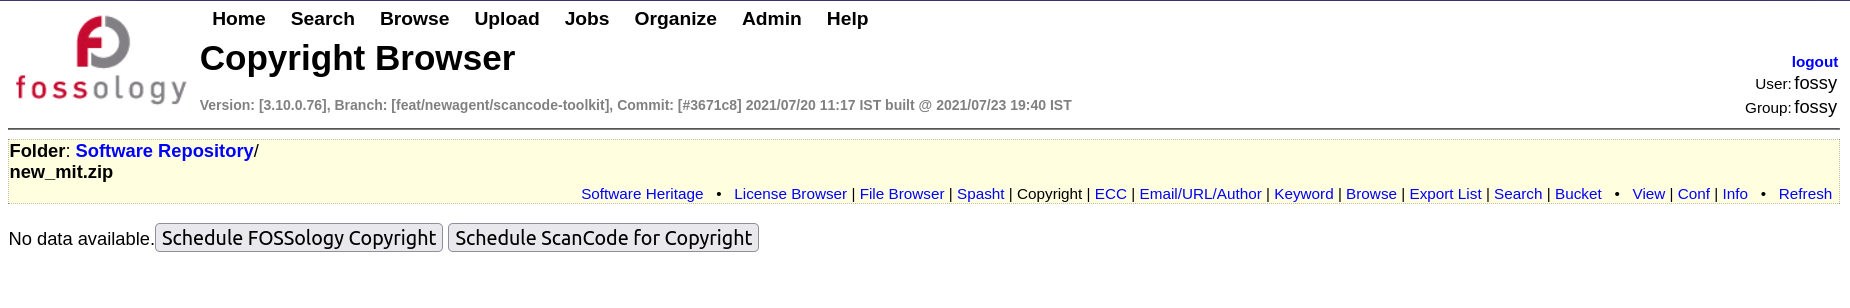 Home Search Browse Upload Jobs Organize Admin Help
fossology
Copyright Browser
logout
User: fossy
Version: [3.10.0.76], Branch: [feat/newagent/scancode-toolkit], Commit: [#3671c8] 2021/07/20 11:17 IST built @ 2021/07/23 19:40 IST
Group: fossy
Folder: Software Repository/
new_mit.zip
Software Heritage • License Browser | File Browser | Spasht | Copyright | ECC | Email/URL/Author | Keyword | Browse | Export List | Search | Bucket • View | Conf | Info • Refresh
No data available. Schedule FOSSology Copyright Schedule ScanCode for Copyright